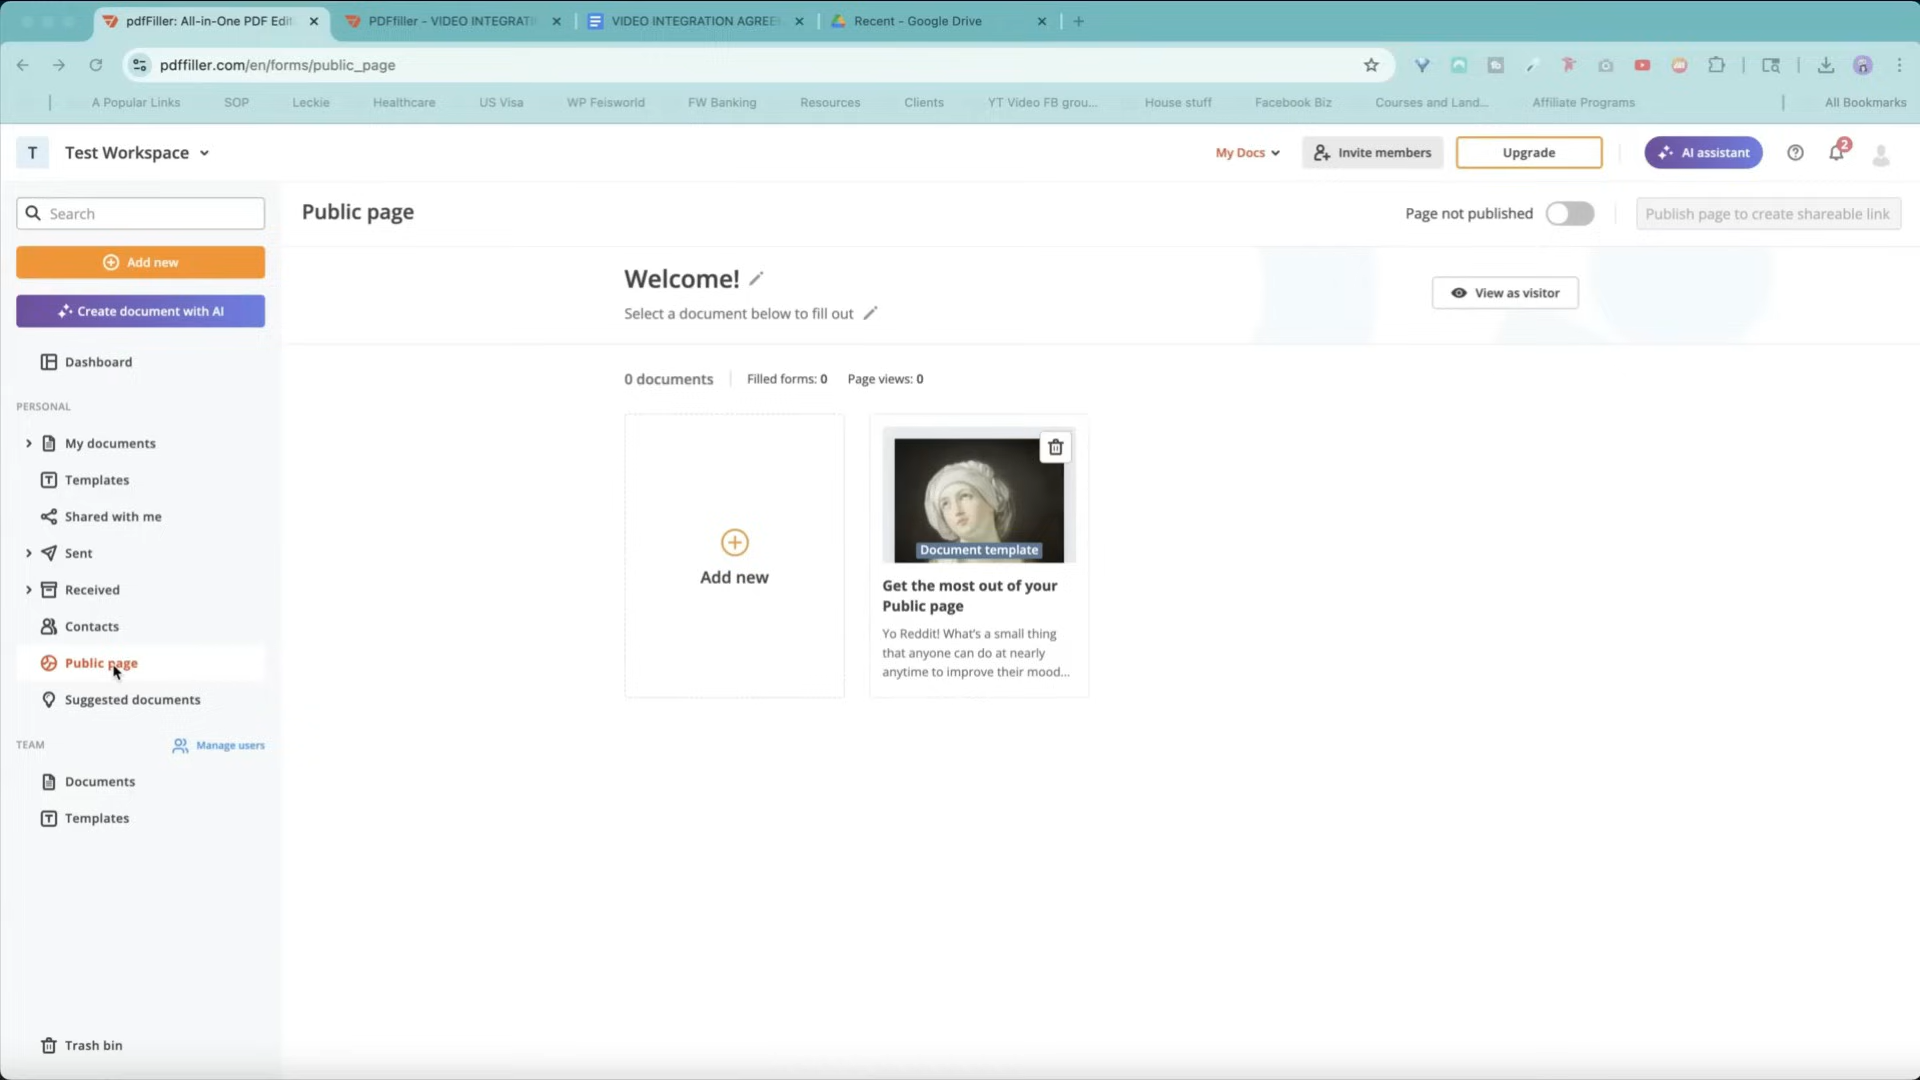 pdfFiller: All-in-One PDF Edit
PDFfiller - VIDEO INTEGRATI
VIDEO INTEGRATION AGREE
Recent - Google Drive
pdffiller.com/en/forms/public_page
A Popular Links
SOP
Leckie
Healthcare
US Visa
WP Feisworld
FW Banking
Resources
Clients
YT Video FB grou...
House stuff
Facebook Biz
Courses and Land...
Affiliate Programs
All Bookmarks
T
Test Workspace
My Docs
Invite members
Upgrade
AI assistant
2
Search
Public page
Page not published
Publish page to create shareable link
Add new
Welcome!
View as visitor
Create document with AI
Select a document below to fill out
Dashboard
0 documents
Filled forms: 0
Page views: 0
PERSONAL
My documents
Templates
Shared with me
Sent
Received
Contacts
Public page
Suggested documents
Add new
Document template
Get the most out of your
Public page
Yo Reddit! What's a small thing
that anyone can do at nearly
anytime to improve their mood...
TEAM
Manage users
Documents
Templates
Trash bin